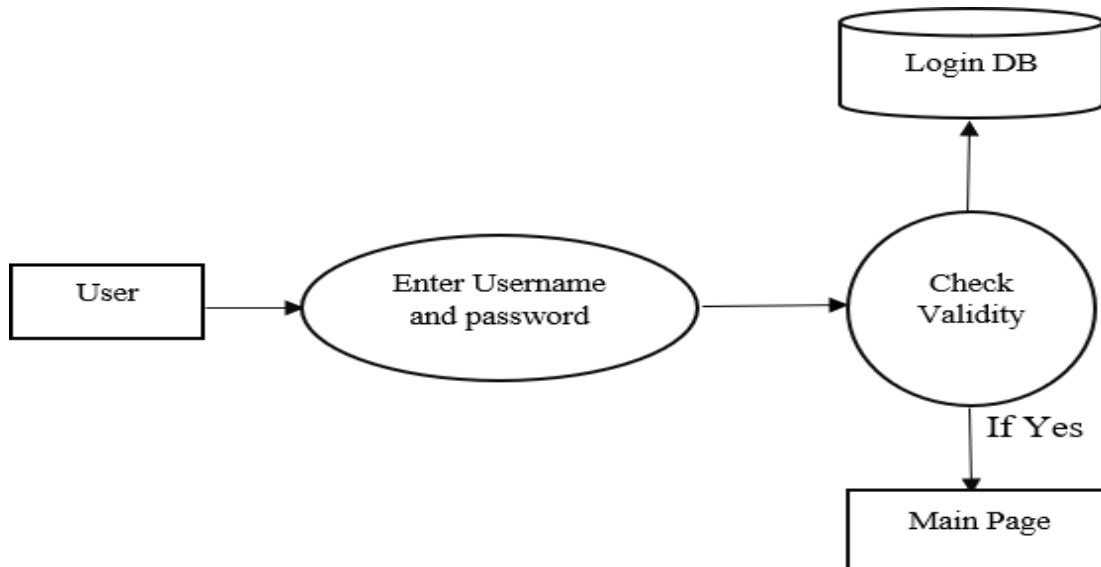 Login DB
User
Enter Username
and password
Check
Validity
If Yes
Main Page